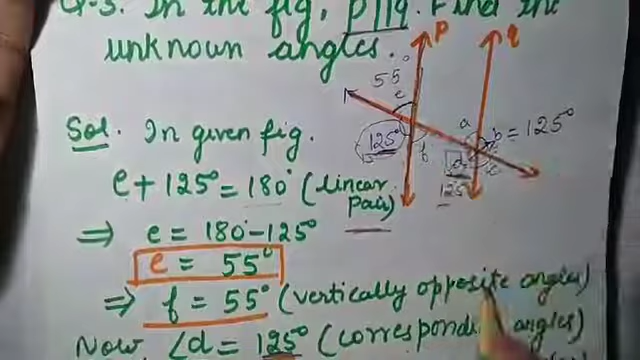 Q-3. In the fig, p||q. Find the
unknown angles.
p
q
55°
e
125°
f
a
b = 125°
d
c
125°
Sol. In given fig.
e + 125° = 180° (linear pair)
⇒ e = 180° - 125°
e = 55°
⇒ f = 55° (vertically opposite angles)
Now, ∠d = 125° (corresponding angles)